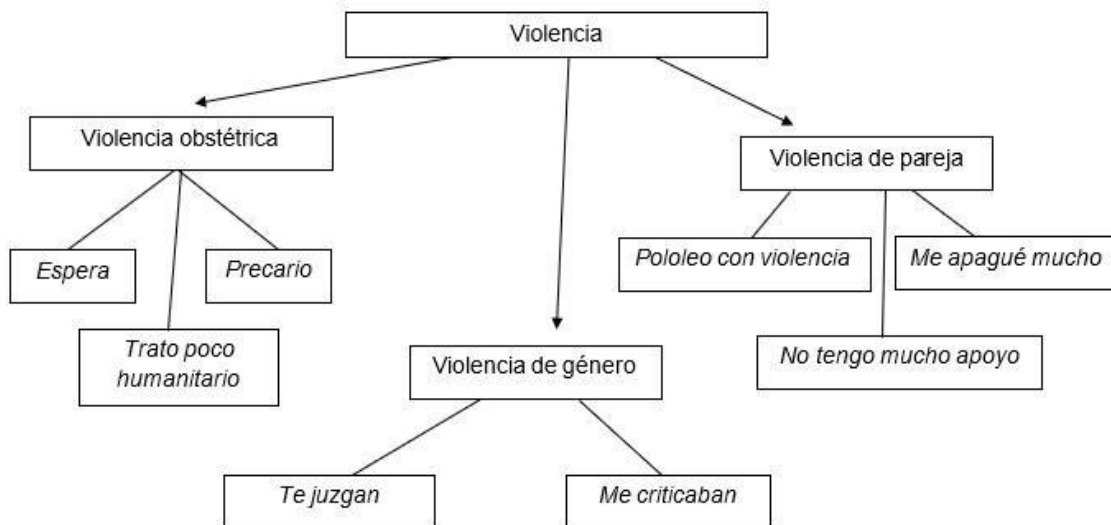 Violencia
Violencia obstétrica
Violencia de pareja
Espera
Precario
Trato poco
humanitario
Pololeo con violencia
Me apagué mucho
No tengo mucho apoyo
Violencia de género
Te juzgan
Me criticaban